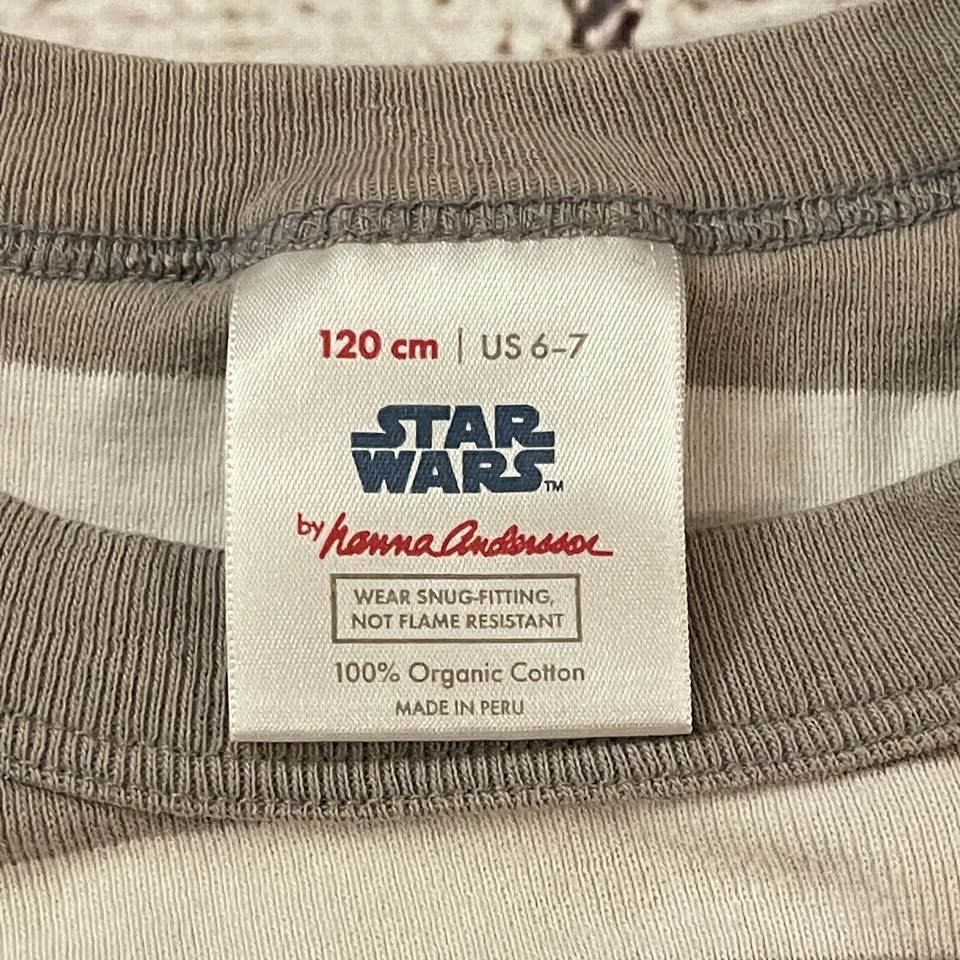 120 cm | US 6-7
STAR
WARS™
by hanna Andersson
WEAR SNUG-FITTING,
NOT FLAME RESISTANT
100% Organic Cotton
MADE IN PERU